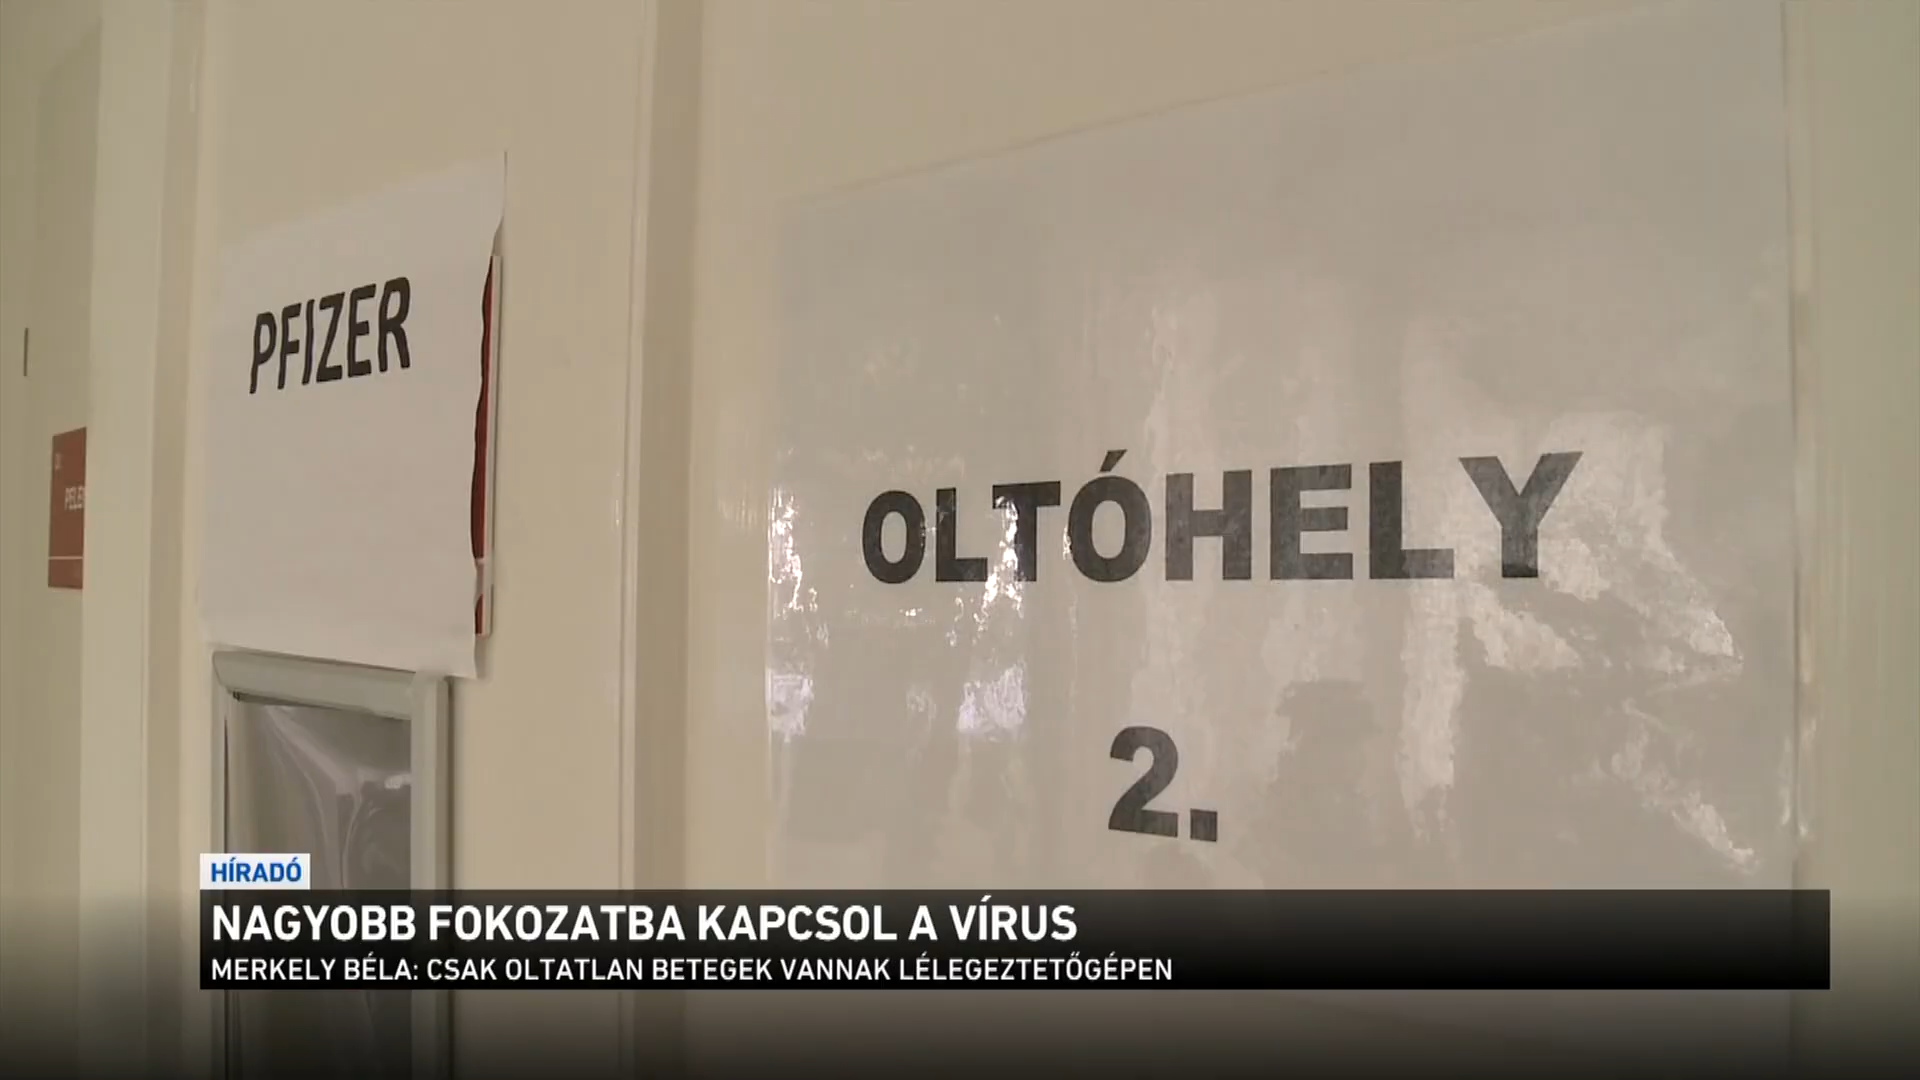 PFIZER
OLTÓHELY
2.
HÍRADÓ
NAGYOBB FOKOZATBA KAPCSOL A VÍRUS
MERKELY BÉLA: CSAK OLTATLAN BETEGEK VANNAK LÉLEGEZTETŐGÉPEN